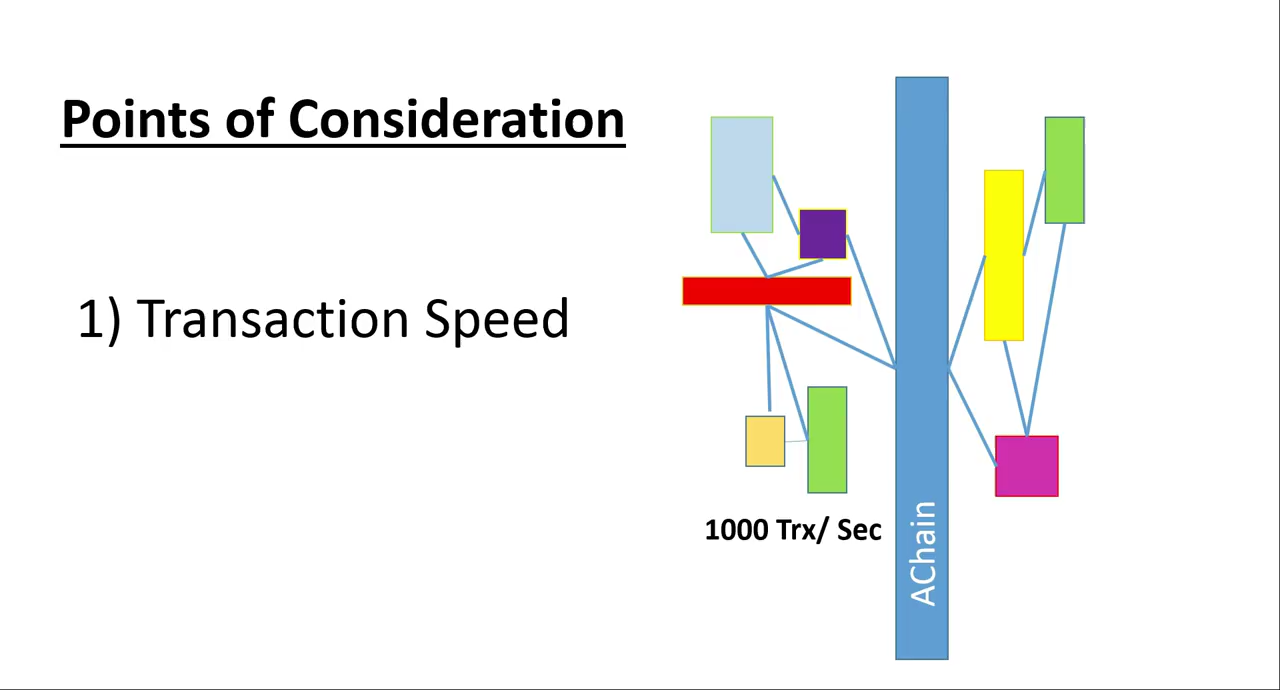 Points of Consideration
1) Transaction Speed
1000 Trx/ Sec
AChain